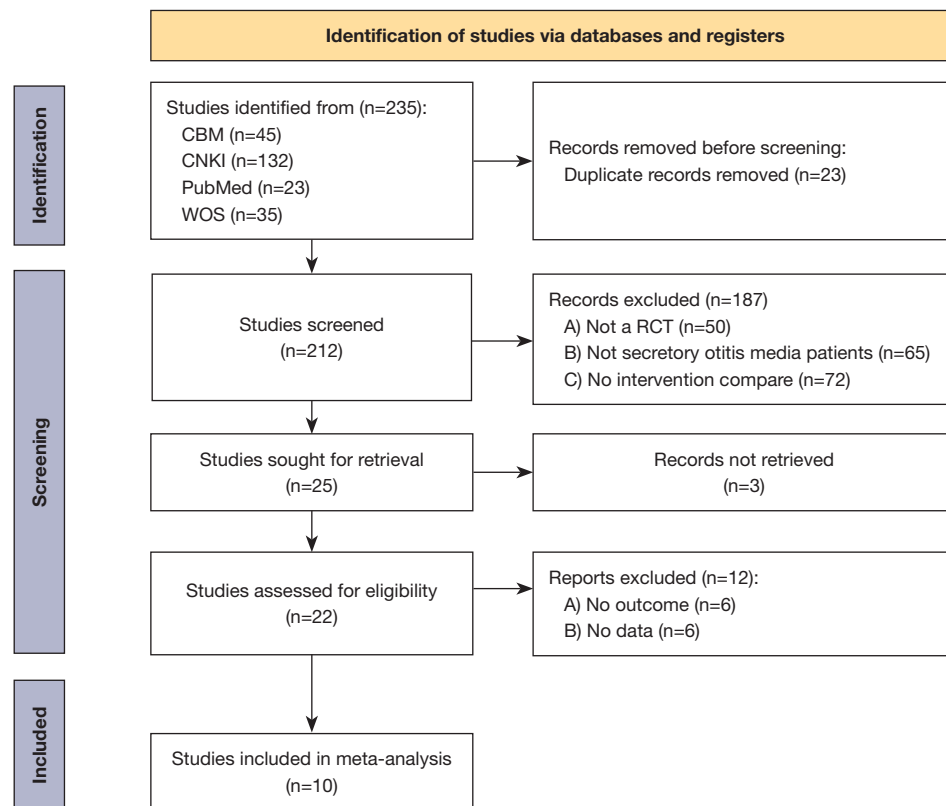 Identification of studies via databases and registers
Identification
Studies identified from (n=235):
CBM (n=45)
CNKI (n=132)
PubMed (n=23)
WOS (n=35)
Records removed before screening:
Duplicate records removed (n=23)
Screening
Studies screened
(n=212)
Records excluded (n=187)
A) Not a RCT (n=50)
B) Not secretory otitis media patients (n=65)
C) No intervention compare (n=72)
Studies sought for retrieval
(n=25)
Records not retrieved
(n=3)
Studies assessed for eligibility
(n=22)
Reports excluded (n=12):
A) No outcome (n=6)
B) No data (n=6)
Included
Studies included in meta-analysis
(n=10)